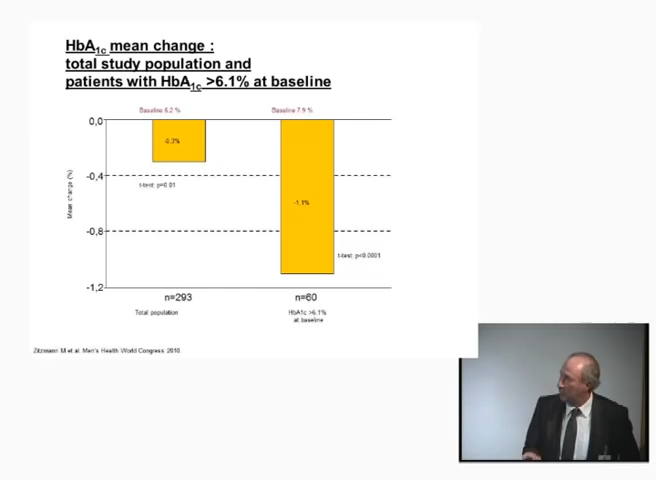 HbA1c mean change :
total study population and
patients with HbA1c >6.1% at baseline
Baseline 6.2 %
Baseline 7.9 %
0,0
-0,4
-0,8
-1,2
Mean change (%)
-0.3%
-1,1%
t-test: p=0.01
t-test: p<0.0001
n=293
n=60
Total population
HbA1c >6.1%
at baseline
Zitzmann M et al. Men's Health World Congress 2010